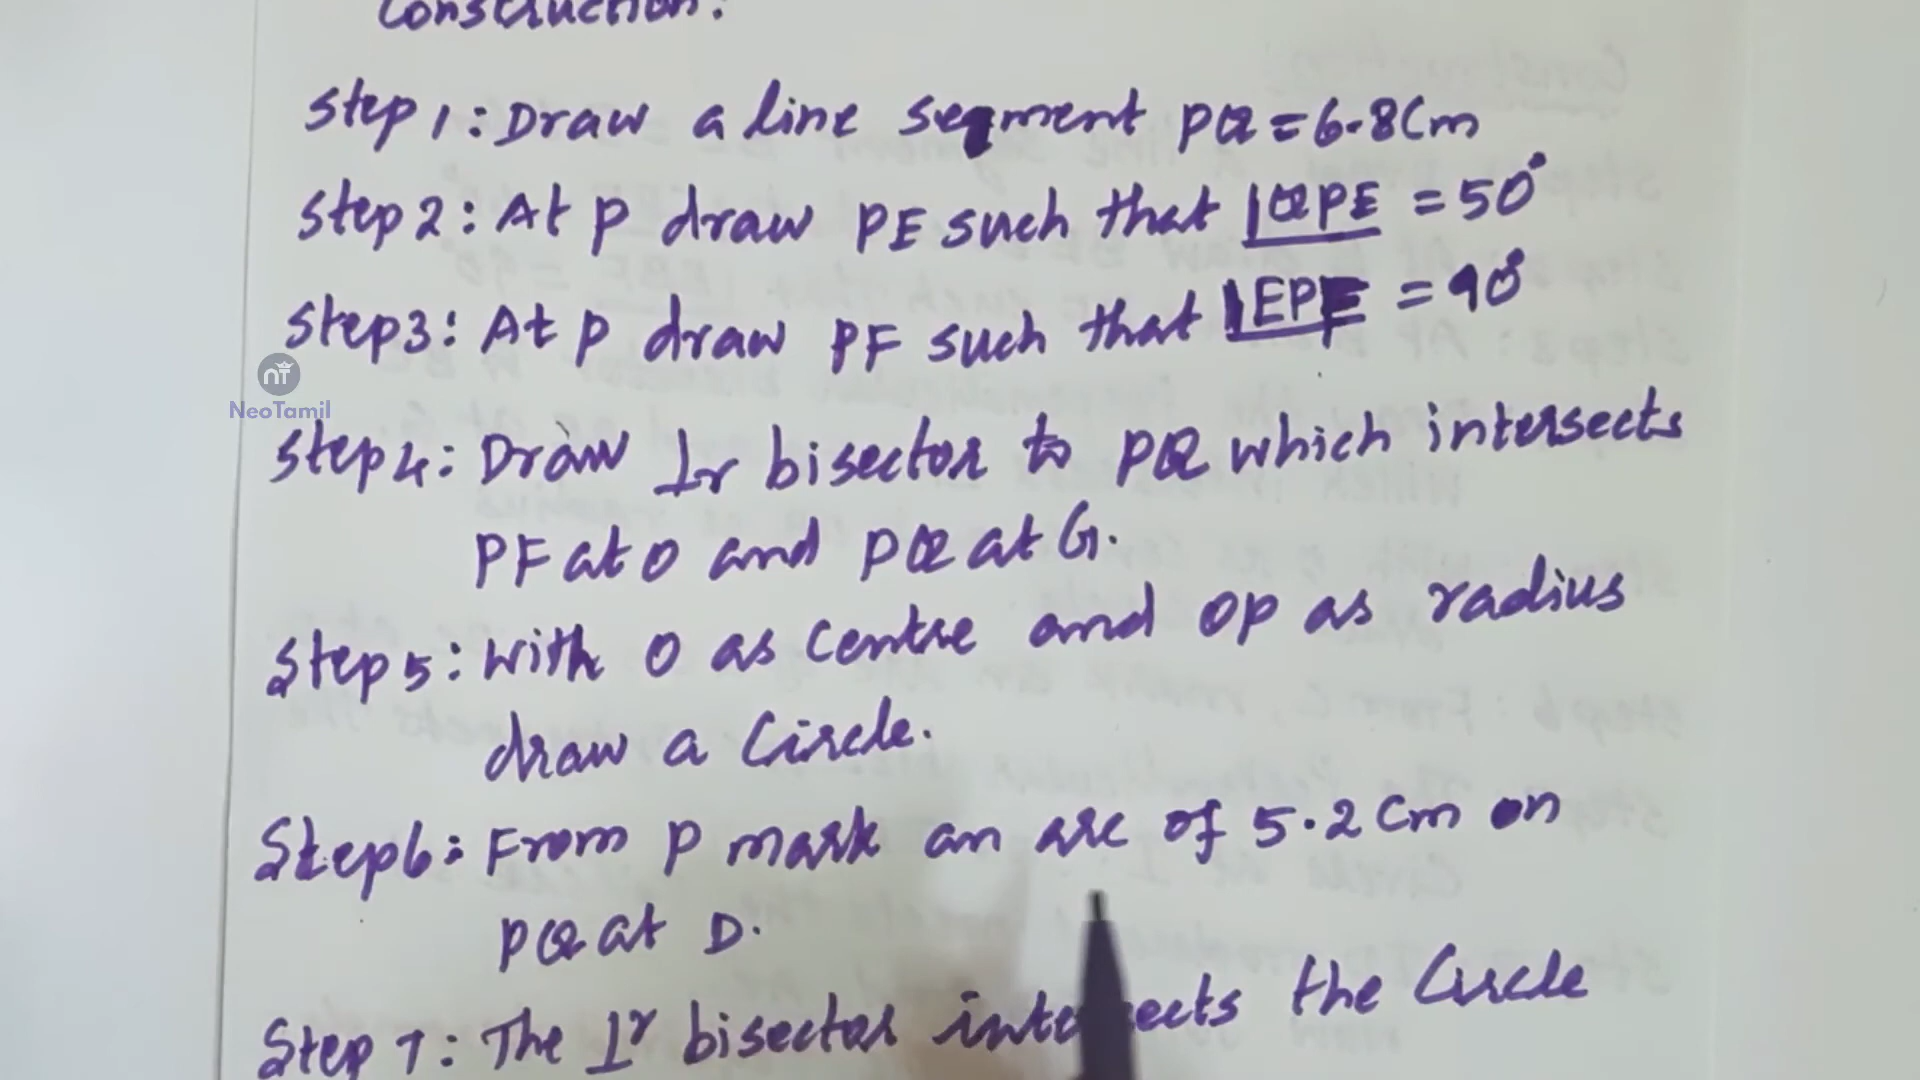 Construction:
Step 1: Draw a line segment PQ = 6.8 Cm
Step 2: At P draw PE such that ∠QPE = 50°
Step 3: At P draw PF such that ∠EPF = 90°
nT
NeoTamil
Step 4: Draw ⊥r bisector to PQ which intersects
PF at O and PQ at G.
Step 5: With O as centre and OP as radius
draw a Circle.
Step 6: From P mark an arc of 5.2 Cm on
PQ at D.
Step 7: The ⊥r bisector intersects the Circle